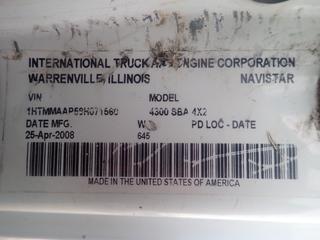 INTERNATIONAL TRUCK AND ENGINE CORPORATION
WARRENVILLE, ILLINOIS NAVISTAR
VIN MODEL
4300 SBA 4X2
DATE MFG. PD LOC - DATE
25-Apr-2008 645
MADE IN THE UNITED STATES OF AMERICA